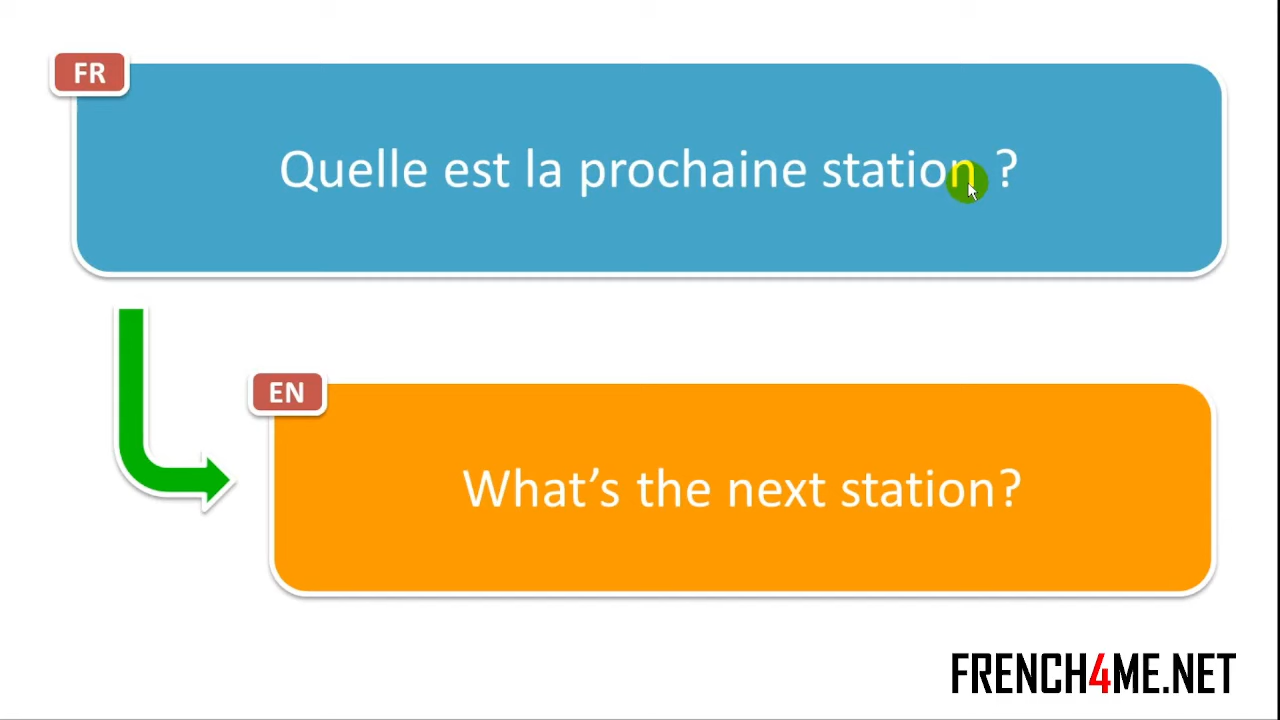 FR
Quelle est la prochaine station ?
EN
What’s the next station?
FRENCH4ME.NET